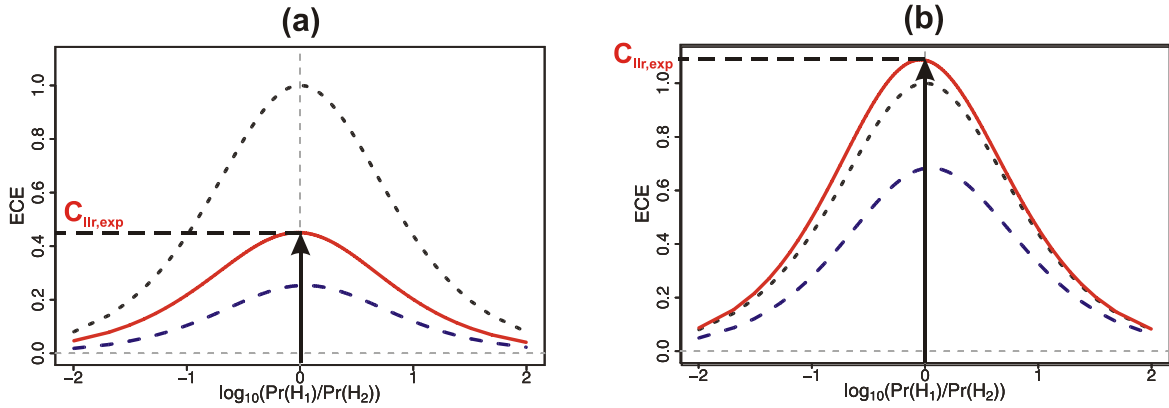 (a)
ECE
0.0 0.2 0.4 0.6 0.8 1.0
C_llr,exp
−2 −1 0 1 2
log₁₀(Pr(H₁)/Pr(H₂))
(b)
ECE
0.0 0.2 0.4 0.6 0.8 1.0
C_llr,exp
−2 −1 0 1 2
log₁₀(Pr(H₁)/Pr(H₂))